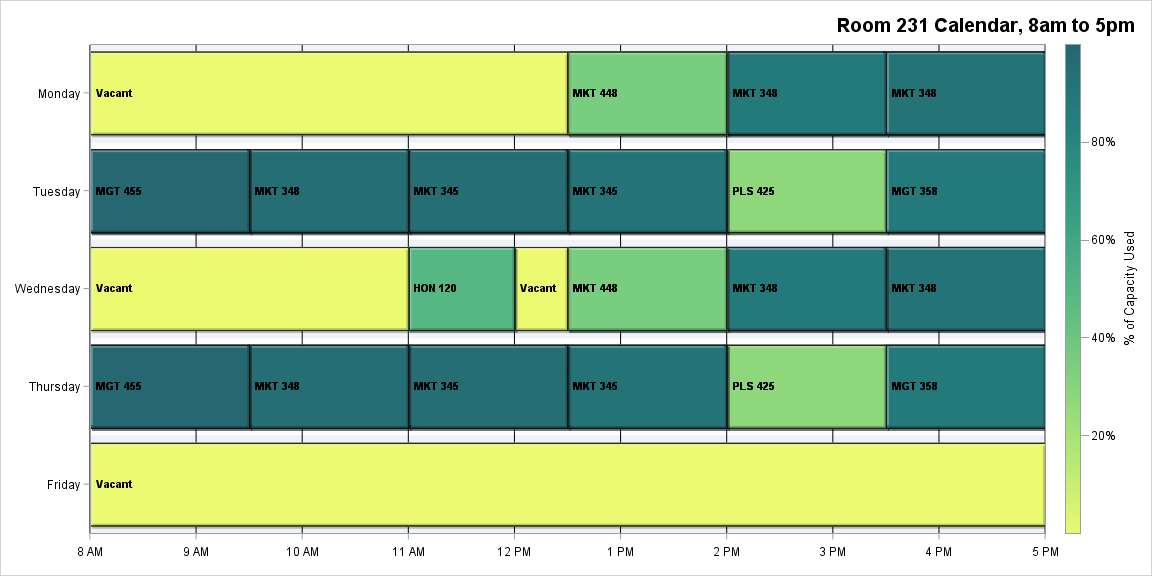 Room 231 Calendar, 8am to 5pm
Monday
Vacant
MKT 448
MKT 348
MKT 348
Tuesday
MGT 455
MKT 348
MKT 345
MKT 345
PLS 425
MGT 358
Wednesday
Vacant
HON 120
Vacant
MKT 448
MKT 348
MKT 348
Thursday
MGT 455
MKT 348
MKT 345
MKT 345
PLS 425
MGT 358
Friday
Vacant
8 AM
9 AM
10 AM
11 AM
12 PM
1 PM
2 PM
3 PM
4 PM
5 PM
80%
60%
40%
20%
% of Capacity Used